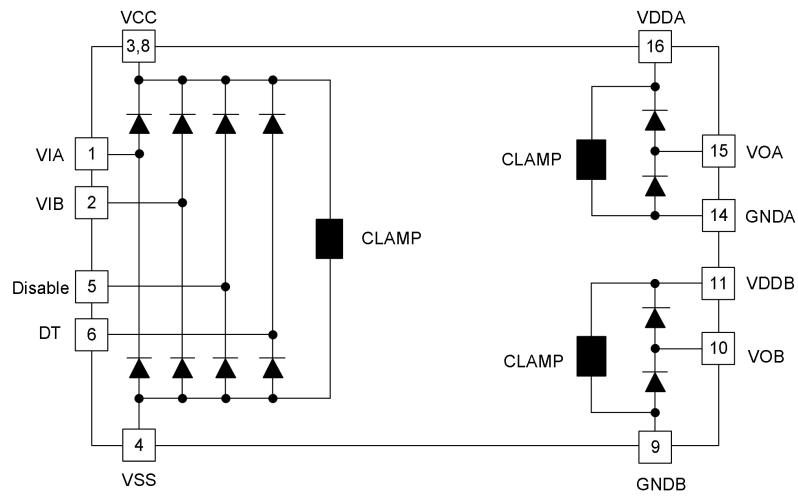 VCC
3,8
VDDA
16
VIA
1
CLAMP
15
VOA
VIB
2
14
GNDA
CLAMP
Disable
5
11
VDDB
DT
6
CLAMP
10
VOB
4
VSS
9
GNDB